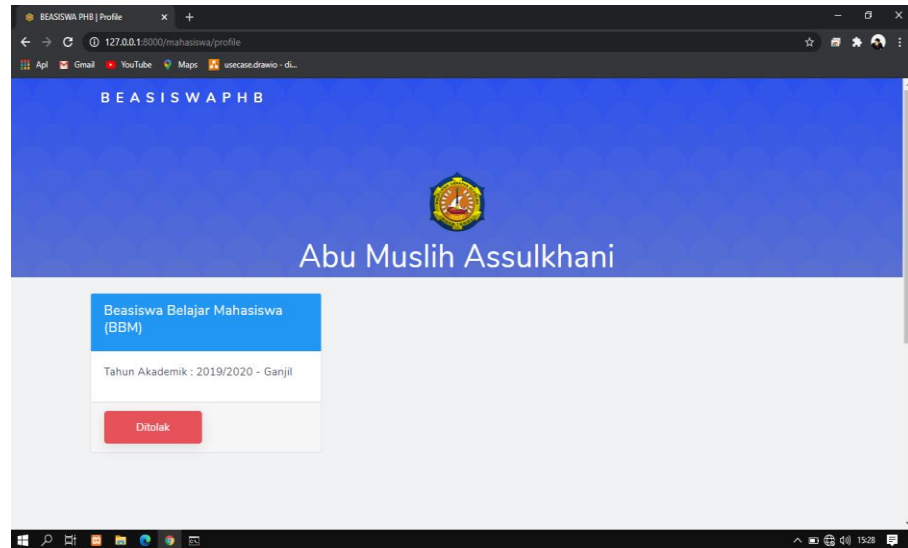 BEASISWA PHB | Profile
127.0.0.1:8000/mahasiswa/profile
Apl Gmail YouTube Maps usecase.drawio - di...
BEASISWAPHB
Abu Muslih Assulkhani
Beasiswa Belajar Mahasiswa
(BBM)
Tahun Akademik : 2019/2020 - Ganjil
Ditolak
15:28